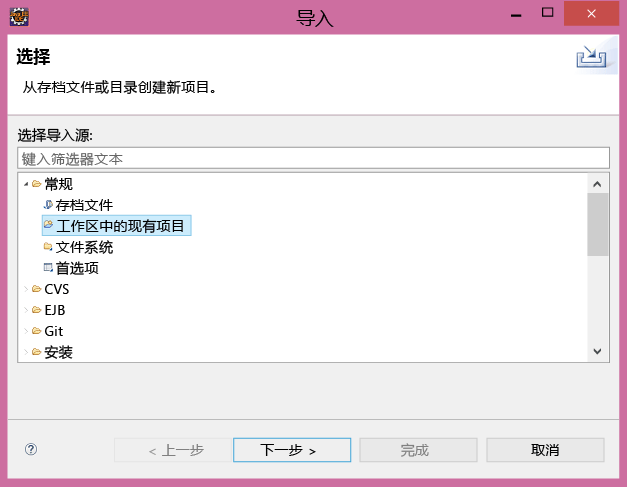 导入
选择
从存档文件或目录创建新项目。
选择导入源:
键入筛选器文本
常规
存档文件
工作区中的现有项目
文件系统
首选项
CVS
EJB
Git
安装
< 上一步 下一步 > 完成 取消